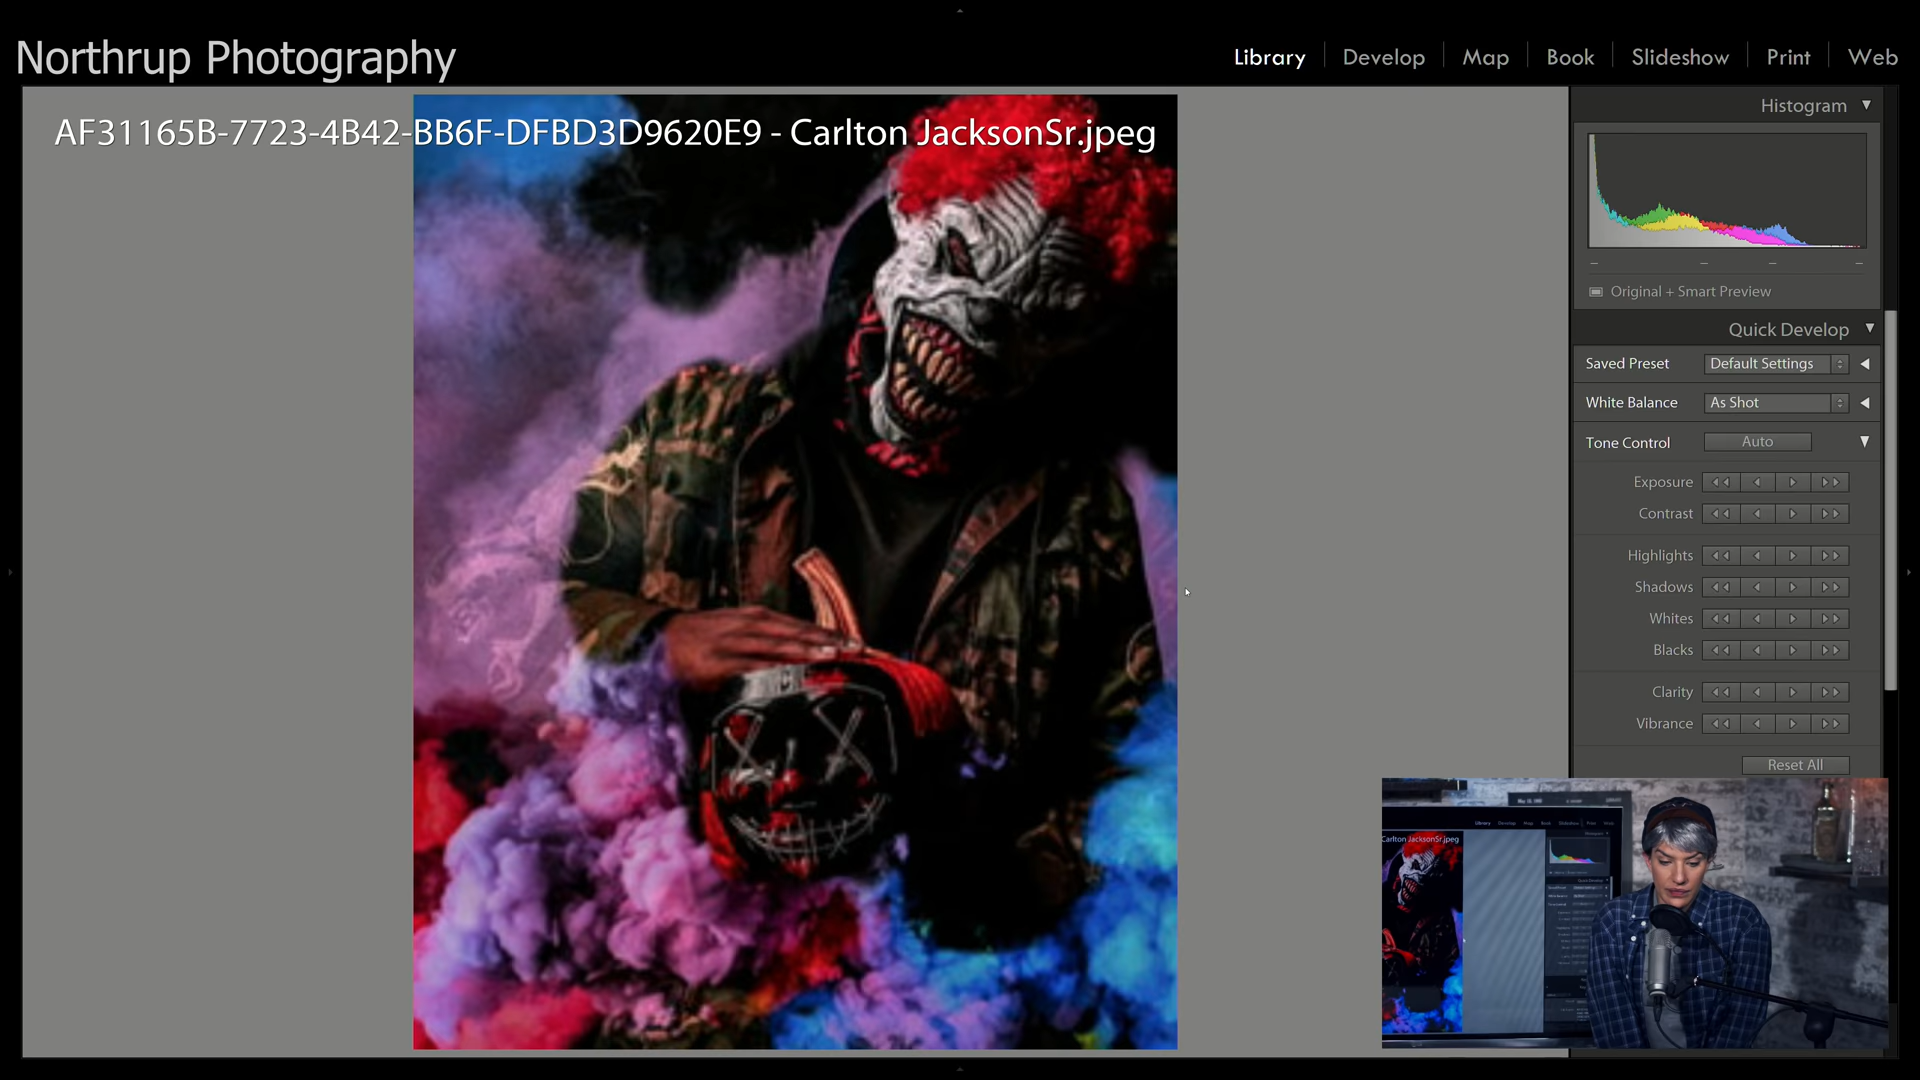 Northrup Photography
Library Develop Map Book Slideshow Print Web
AF31165B-7723-4B42-BB6F-DFBD3D9620E9 - Carlton JacksonSr.jpeg
Histogram
Original + Smart Preview
Quick Develop
Saved Preset Default Settings
White Balance As Shot
Tone Control Auto
Exposure
Contrast
Highlights
Shadows
Whites
Blacks
Clarity
Vibrance
Reset All
Carlton JacksonSr.jpeg